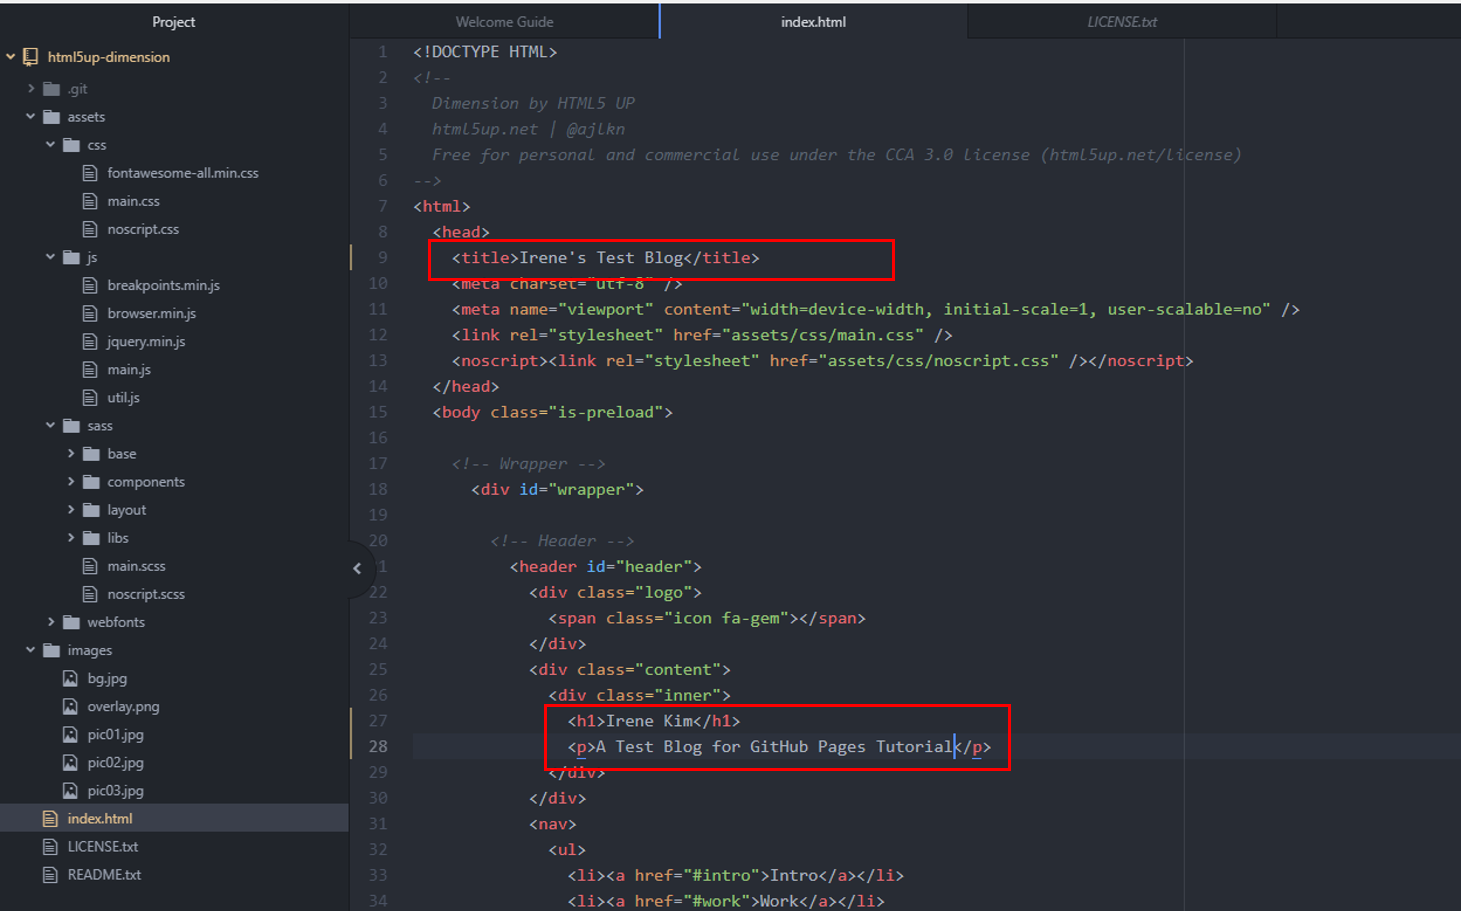 Project
html5up-dimension
.git
assets
css
fontawesome-all.min.css
main.css
noscript.css
js
breakpoints.min.js
browser.min.js
jquery.min.js
main.js
util.js
sass
base
components
layout
libs
main.scss
noscript.scss
webfonts
images
bg.jpg
overlay.png
pic01.jpg
pic02.jpg
pic03.jpg
index.html
LICENSE.txt
README.txt
Welcome Guide
index.html
LICENSE.txt
1 <!DOCTYPE HTML>
2 <!--
3 Dimension by HTML5 UP
4 html5up.net | @ajlkn
5 Free for personal and commercial use under the CCA 3.0 license (html5up.net/license)
6 -->
7 <html>
8 <head>
9 <title>Irene's Test Blog</title>
10 <meta charset="utf-8" />
11 <meta name="viewport" content="width=device-width, initial-scale=1, user-scalable=no" />
12 <link rel="stylesheet" href="assets/css/main.css" />
13 <noscript><link rel="stylesheet" href="assets/css/noscript.css" /></noscript>
14 </head>
15 <body class="is-preload">
16
17 <!-- Wrapper -->
18 <div id="wrapper">
19
20 <!-- Header -->
1 <header id="header">
22 <div class="logo">
23 <span class="icon fa-gem"></span>
24 </div>
25 <div class="content">
26 <div class="inner">
27 <h1>Irene Kim</h1>
28 <p>A Test Blog for GitHub Pages Tutorial</p>
29 </div>
30 </div>
31 <nav>
32 <ul>
33 <li><a href="#intro">Intro</a></li>
34 <li><a href="#work">Work</a></li>